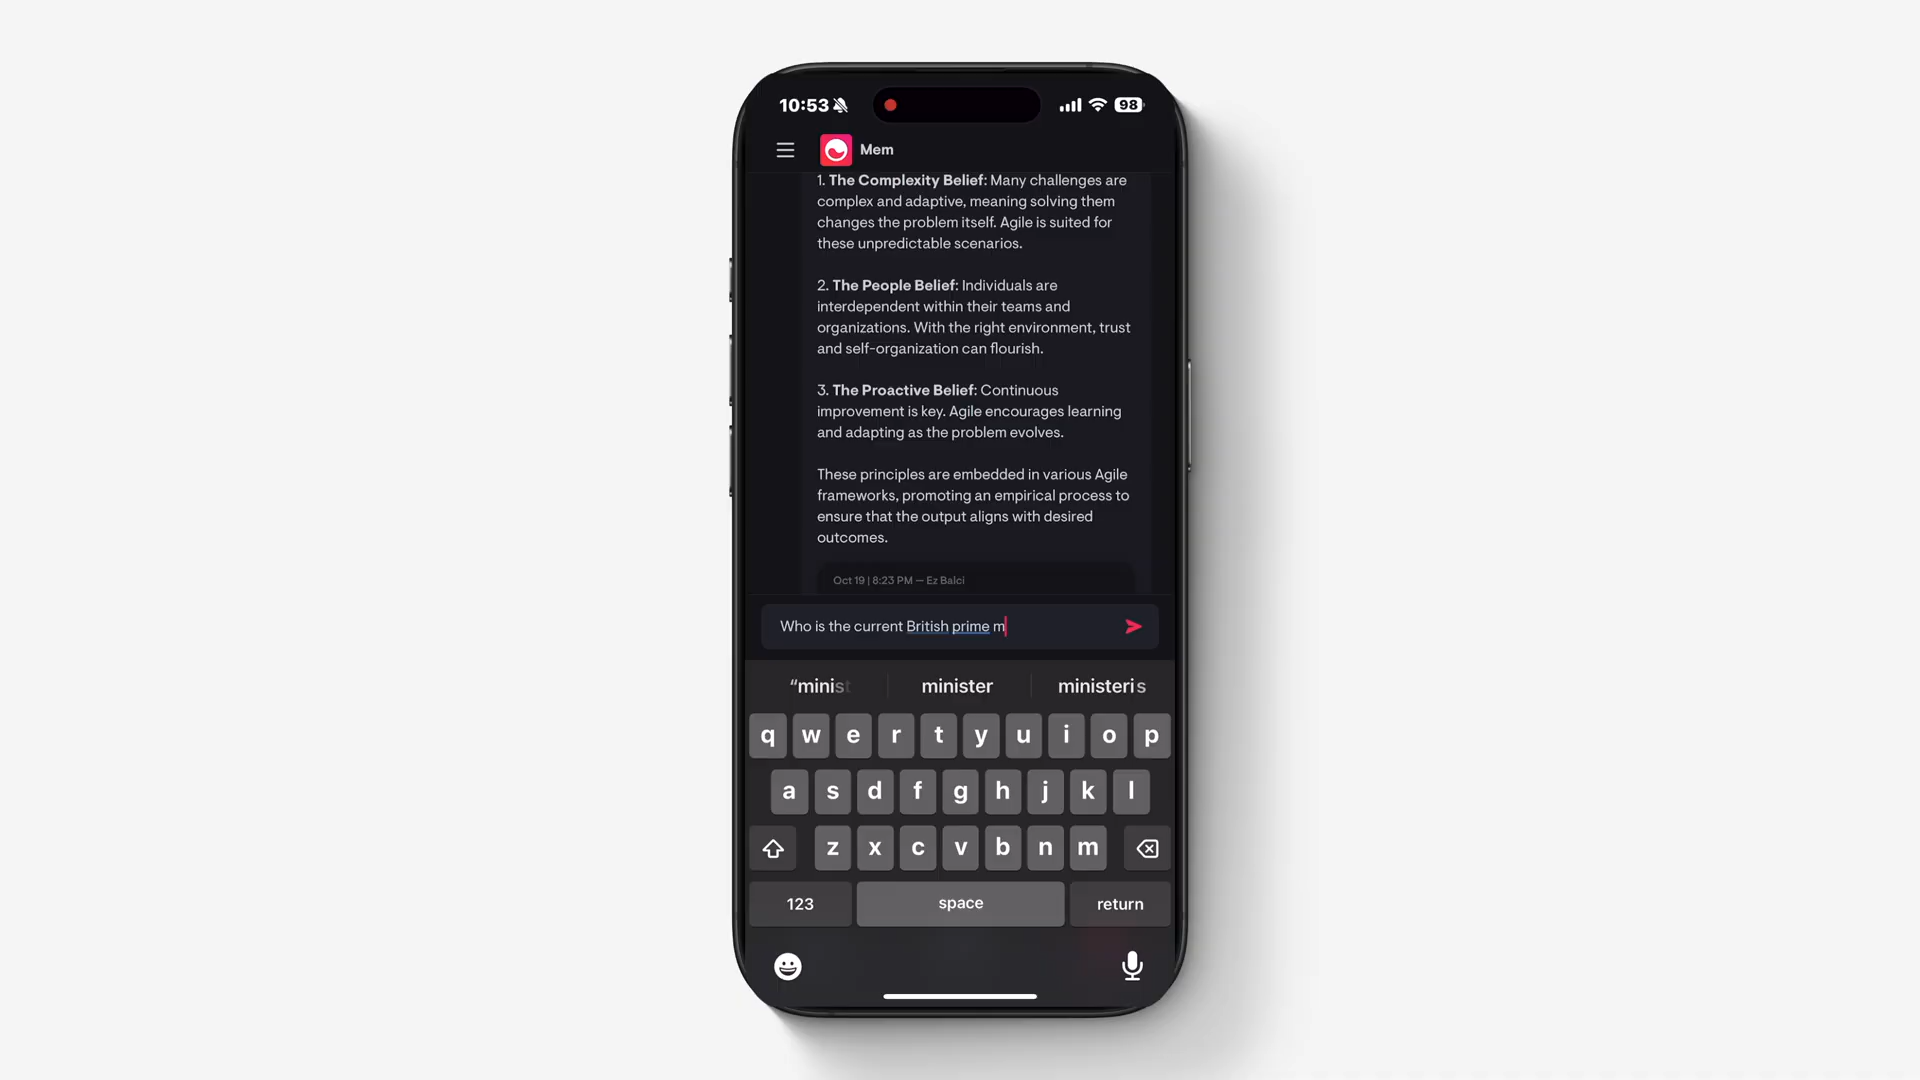 10:53
98
Mem
1. The Complexity Belief: Many challenges are
complex and adaptive, meaning solving them
changes the problem itself. Agile is suited for
these unpredictable scenarios.
2. The People Belief: Individuals are
interdependent within their teams and
organizations. With the right environment, trust
and self-organization can flourish.
3. The Proactive Belief: Continuous
improvement is key. Agile encourages learning
and adapting as the problem evolves.
These principles are embedded in various Agile
frameworks, promoting an empirical process to
ensure that the output aligns with desired
outcomes.
Oct 19 | 8:23 PM — Ez Balci
Who is the current British prime m
“minist minister ministeris
q w e r t y u i o p
a s d f g h j k l
z x c v b n m
123 space return